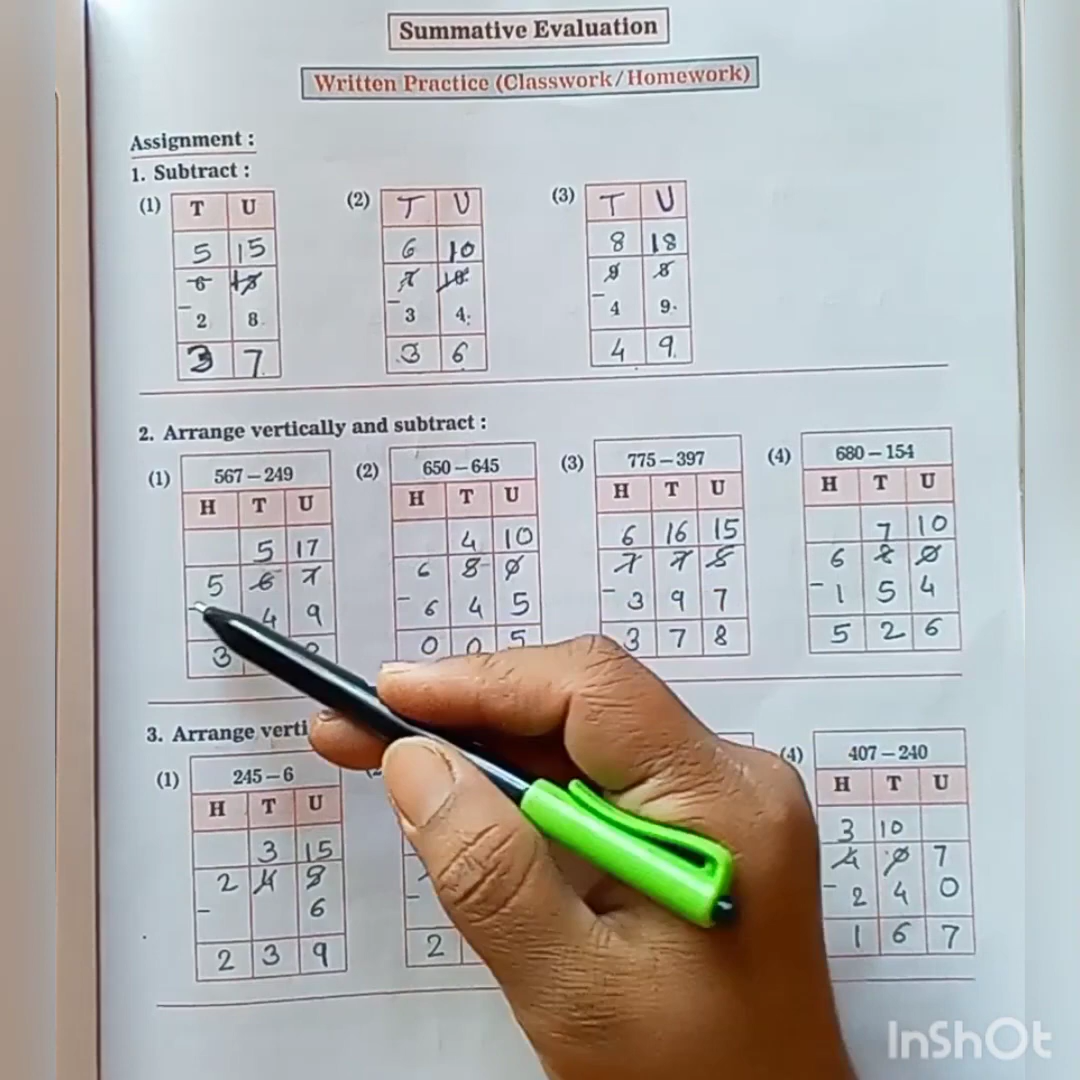 Summative Evaluation
Written Practice (Classwork/Homework)
Assignment :
1. Subtract :
(1) T U (2) T U (3) T U
5 15 6 10 8 18
6 7 10 9 8
- 2 8 - 3 4 - 4 9
3 7 3 6 4 9
2. Arrange vertically and subtract :
(1) 567 – 249 (2) 650 – 645 (3) 775 – 397 (4) 680 – 154
H T U H T U H T U H T U
5 17 4 10 6 16 15 7 10
5 6 7 6 0 7 7 5 6 8 0
4 9 - 6 4 5 - 3 9 7 - 1 5 4
3 0 0 5 3 7 8 5 2 6
3. Arrange
(1) 245 – 6 (4) 407 – 240
H T U H T U
3 15 3 10
2 4 4 0 7
- 6 - 2 4 0
2 3 9 2 1 6 7
InShOt